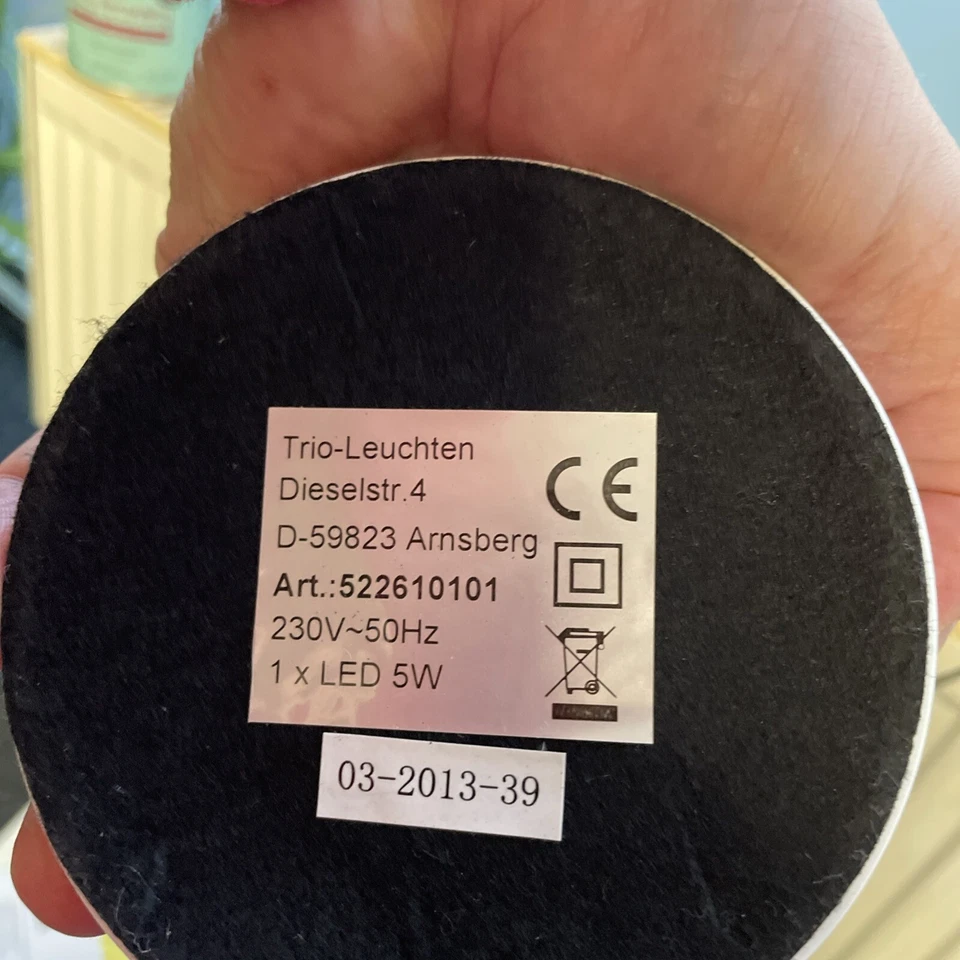 Trio-Leuchten
Dieselstr.4
D-59823 Arnsberg
Art.:522610101
230V~50Hz
1 x LED 5W
CE
03-2013-39